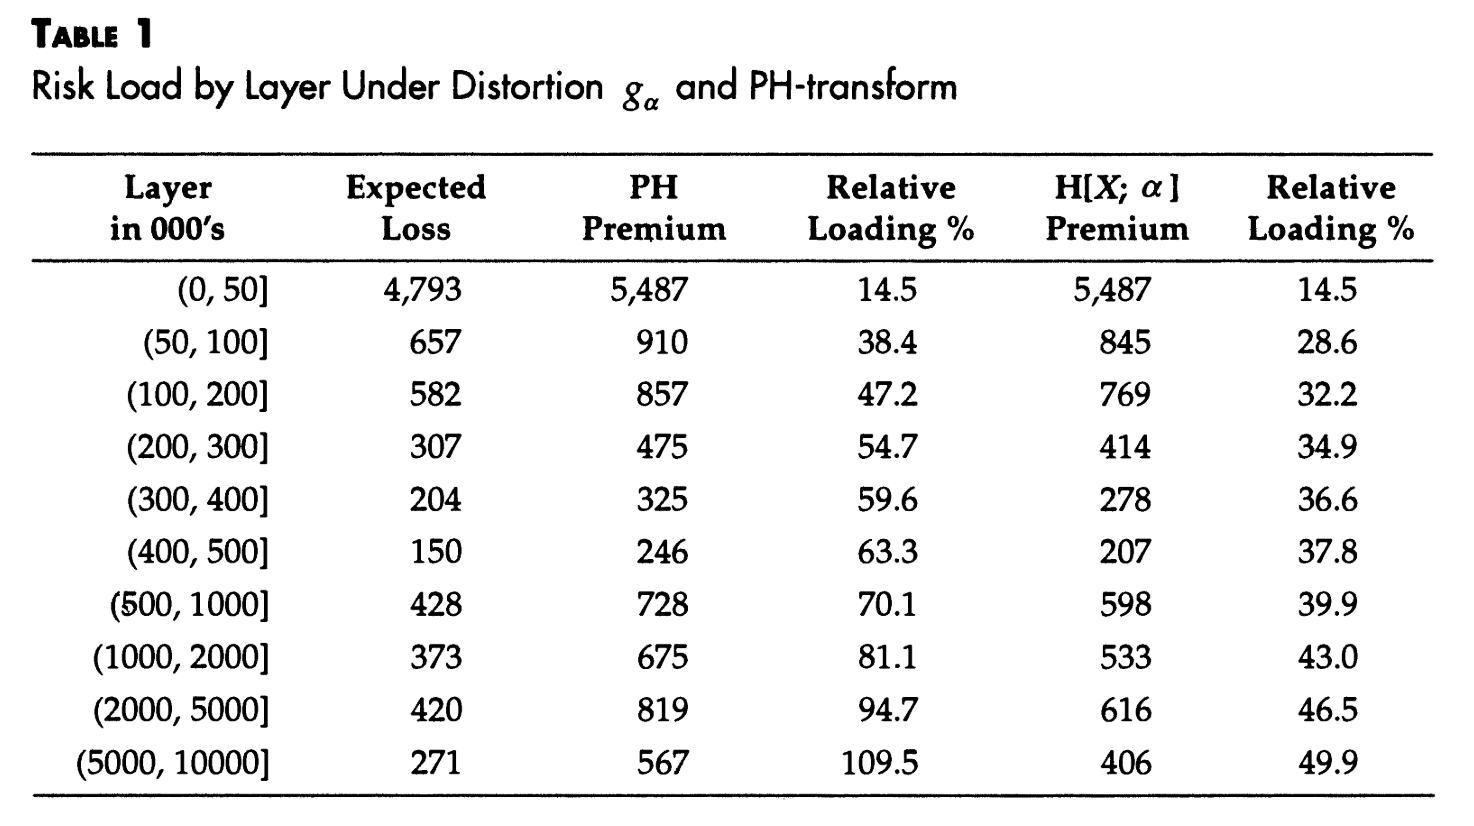 TABLE 1
Risk Load by Layer Under Distortion gα and PH-transform
Layer in 000's Expected Loss PH Premium Relative Loading % H[X; α] Premium Relative Loading %
(0, 50] 4,793 5,487 14.5 5,487 14.5
(50, 100] 657 910 38.4 845 28.6
(100, 200] 582 857 47.2 769 32.2
(200, 300] 307 475 54.7 414 34.9
(300, 400] 204 325 59.6 278 36.6
(400, 500] 150 246 63.3 207 37.8
(500, 1000] 428 728 70.1 598 39.9
(1000, 2000] 373 675 81.1 533 43.0
(2000, 5000] 420 819 94.7 616 46.5
(5000, 10000] 271 567 109.5 406 49.9